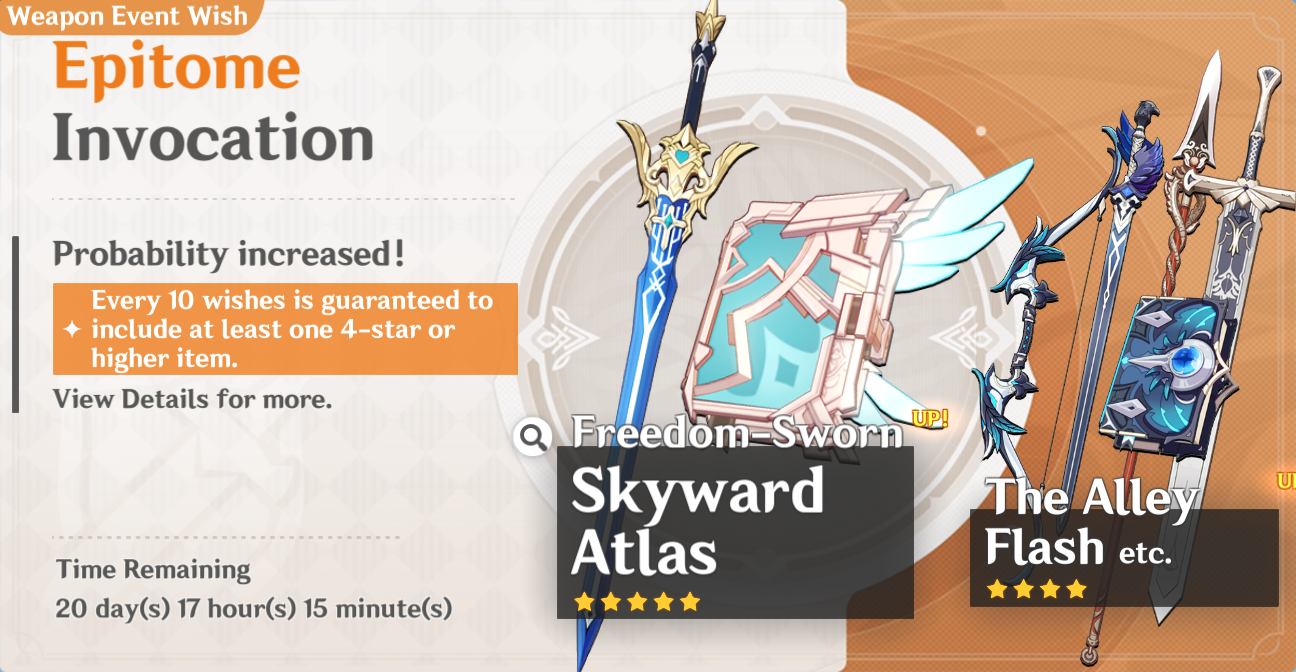 Weapon Event Wish
Epitome
Invocation
Probability increased!
Every 10 wishes is guaranteed to
include at least one 4-star or
higher item.
View Details for more.
Time Remaining
20 day(s) 17 hour(s) 15 minute(s)
Freedom-Sworn
UP!
Skyward
Atlas
The Alley
Flash etc.